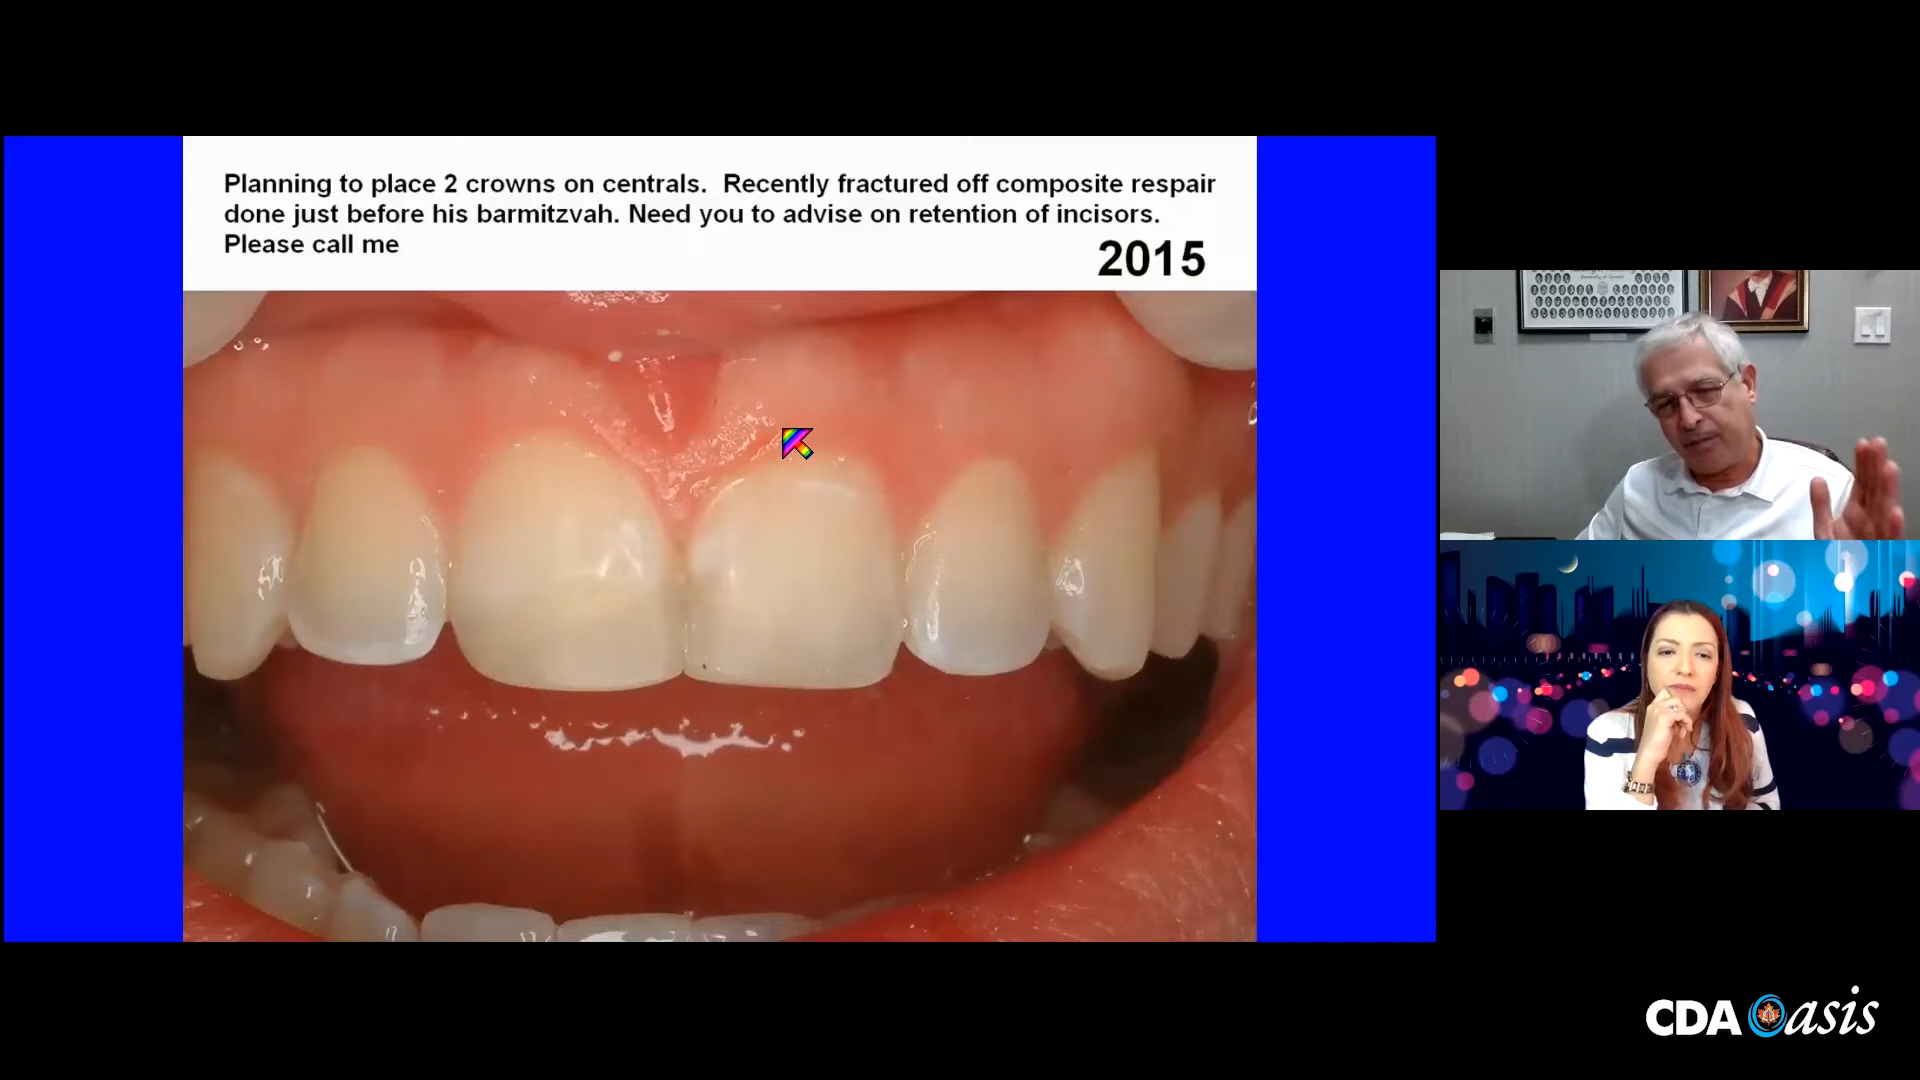 Planning to place 2 crowns on centrals. Recently fractured off composite respair
done just before his barmitzvah. Need you to advise on retention of incisors.
Please call me
2015
CDA Oasis